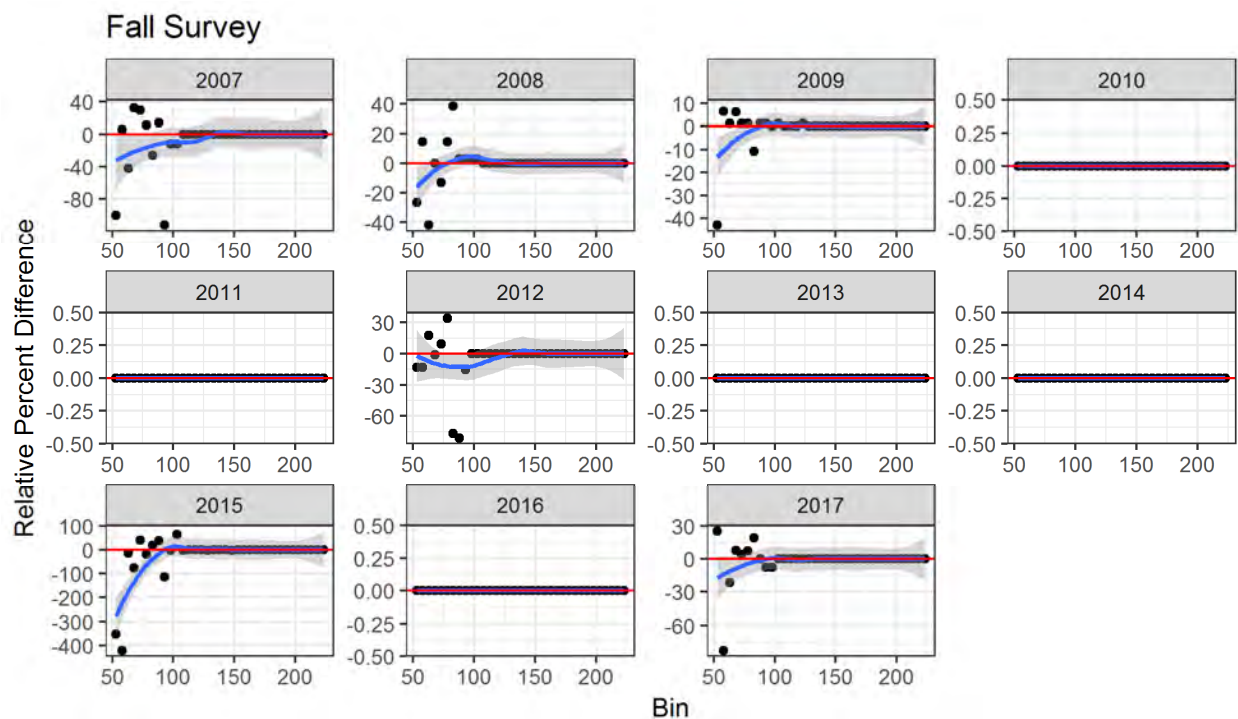 Fall Survey
2007 2008 2009 2010
40 0 -40 -80
40 20 0 -20 -40
10 0 -10 -20 -30 -40
0.50 0.25 0.00 -0.25 -0.50
50 100 150 200 50 100 150 200 50 100 150 200 50 100 150 200
2011 2012 2013 2014
0.50 0.25 0.00 -0.25 -0.50
30 0 -30 -60
0.50 0.25 0.00 -0.25 -0.50
0.50 0.25 0.00 -0.25 -0.50
50 100 150 200 50 100 150 200 50 100 150 200 50 100 150 200
2015 2016 2017
100 0 -100 -200 -300 -400
0.50 0.25 0.00 -0.25 -0.50
30 0 -30 -60
50 100 150 200 50 100 150 200 50 100 150 200
Relative Percent Difference
Bin